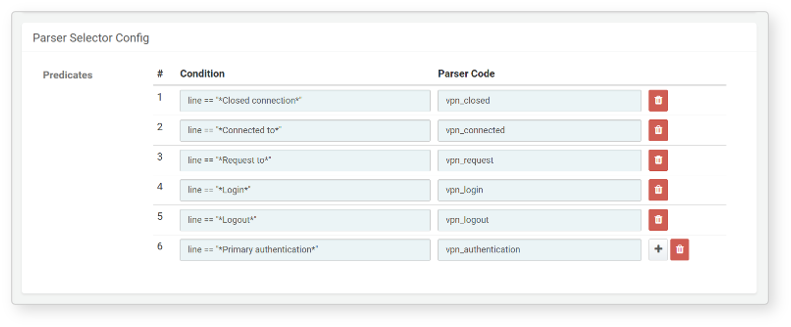 Parser Selector Config
Predicates # Condition Parser Code
1 line == "*Closed connection*" vpn_closed
2 line == "*Connected to*" vpn_connected
3 line == "*Request to*" vpn_request
4 line == "*Login*" vpn_login
5 line == "*Logout*" vpn_logout
6 line == "*Primary authentication*" vpn_authentication +